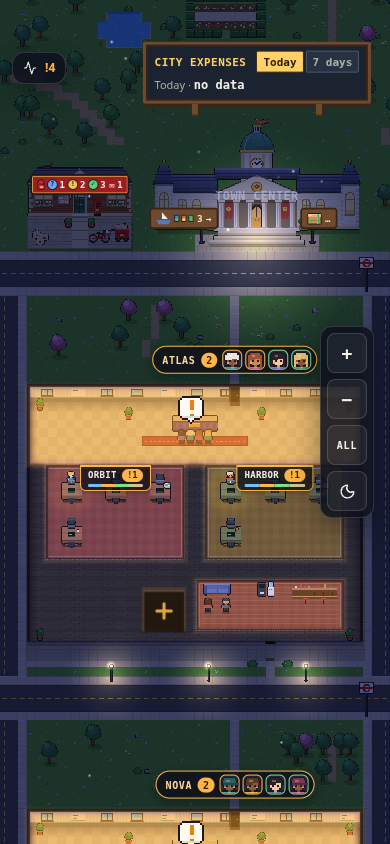 !4
CITY EXPENSES Today 7 days
Today · no data
1 ! 2 3 1
TOWN CENTER
3 → …
ATLAS 2
+
−
ALL
!
ORBIT !1 HARBOR !1
+
NOVA 2
!